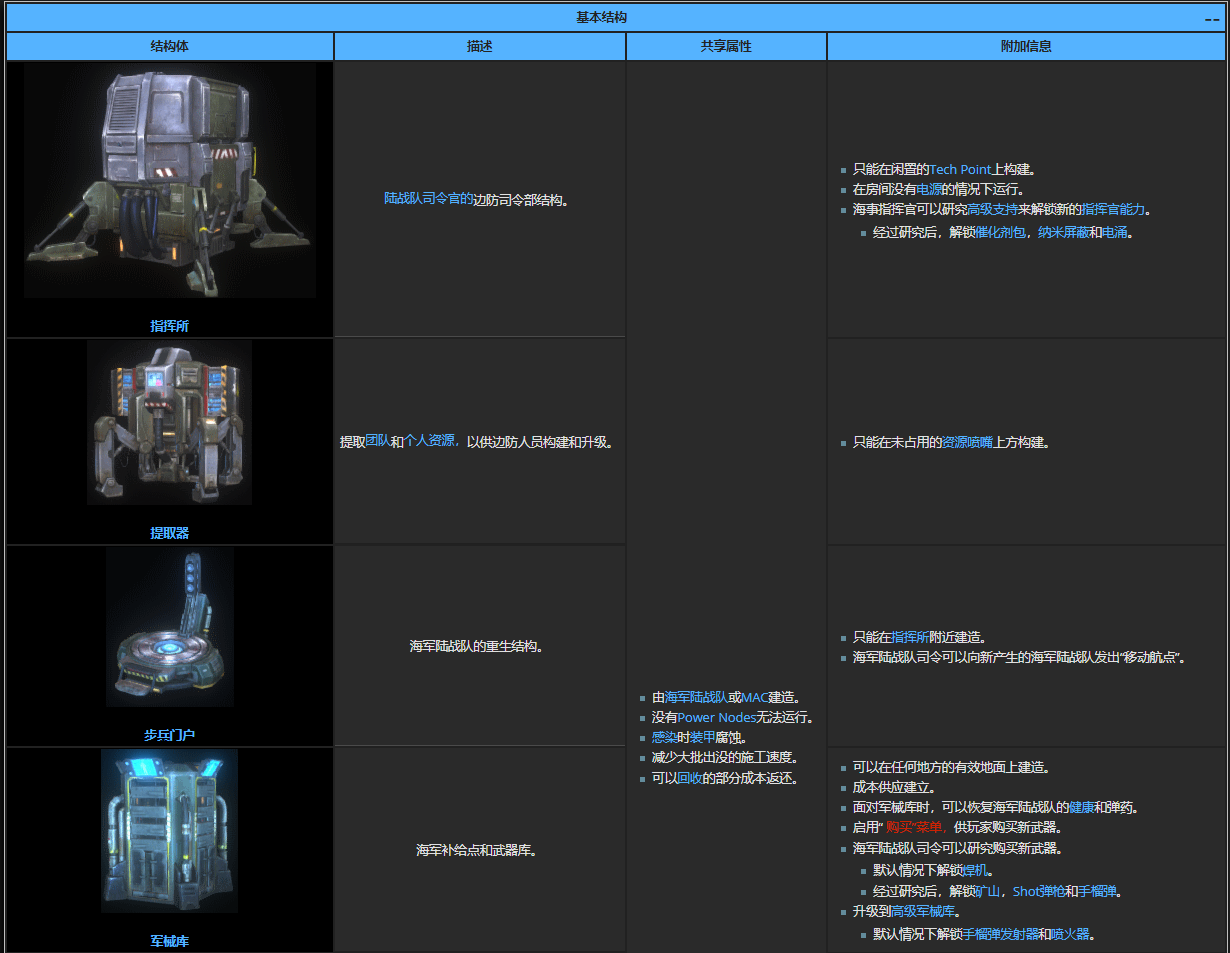 基本结构
--
结构体
描述
共享属性
附加信息
指挥所
陆战队司令官的边防司令部结构。
只能在闲置的Tech Point上构建。
在房间没有电源的情况下运行。
海事指挥官可以研究高级支持来解锁新的指挥官能力。
经过研究后，解锁催化剂包，纳米屏蔽和电涌。
提取器
提取团队和个人资源，以供边防人员构建和升级。
只能在未占用的资源喷嘴上方构建。
步兵门户
海军陆战队的重生结构。
只能在指挥所附近建造。
海军陆战队司令可以向新产生的海军陆战队发出“移动航点”。
由海军陆战队或MAC建造。
没有Power Nodes无法运行。
感染时装甲腐蚀。
减少大批出没的施工速度。
可以回收的部分成本返还。
军械库
海军补给点和武器库。
可以在任何地方的有效地面上建造。
成本供应建立。
面对军械库时，可以恢复海军陆战队的健康和弹药。
启用“ 购买”菜单，供玩家购买新武器。
海军陆战队司令可以研究购买新武器。
默认情况下解锁焊机。
经过研究后，解锁矿山，Shot弹枪和手榴弹。
升级到高级军械库。
默认情况下解锁手榴弹发射器和喷火器。